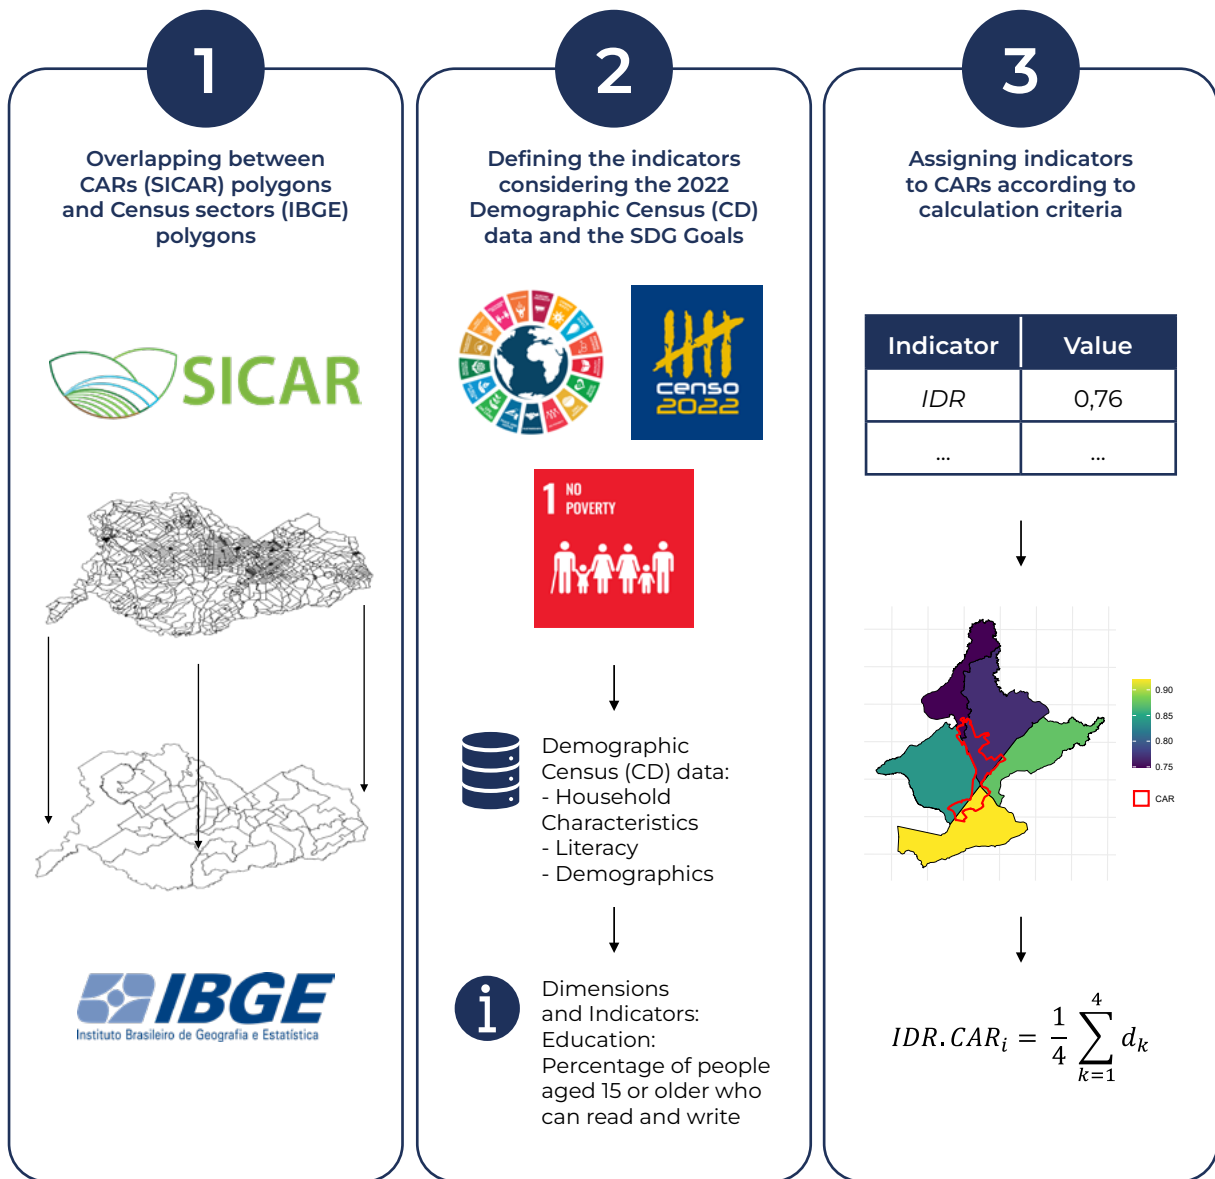 1
Overlapping between
CARs (SICAR) polygons
and Census sectors (IBGE)
polygons
SICAR
IBGE
Instituto Brasileiro de Geografia e Estatística
2
Defining the indicators
considering the 2022
Demographic Census (CD)
data and the SDG Goals
censo
2022
1 NO
POVERTY
Demographic
Census (CD) data:
- Household
Characteristics
- Literacy
- Demographics
Dimensions
and Indicators:
Education:
Percentage of people
aged 15 or older who
can read and write
3
Assigning indicators
to CARs according to
calculation criteria
Indicator Value
IDR 0,76
... ...
0.90
0.85
0.80
0.75
CAR
IDR.CAR_i = 1/4 ∑_{k=1}^{4} d_k